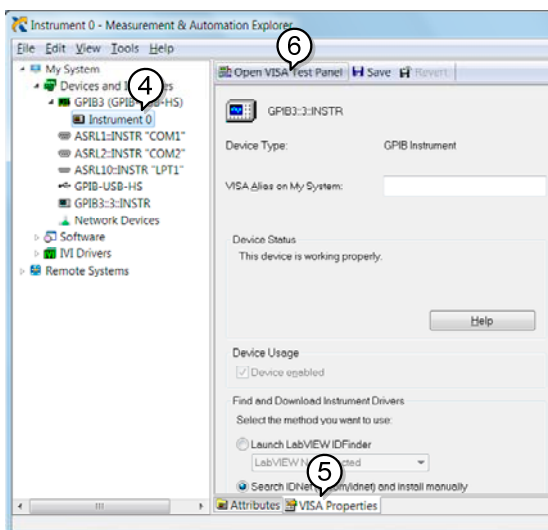 Instrument 0 - Measurement & Automation Explorer
File Edit View Tools Help
6
Open VISA Test Panel Save Revert
My System
Devices and
4
GPIB3 (GPIB-USB-HS)
Instrument 0
ASRL1::INSTR "COM1"
ASRL2::INSTR "COM2"
ASRL10::INSTR "LPT1"
GPIB-USB-HS
GPIB3::3::INSTR
Network Devices
Software
IVI Drivers
Remote Systems
GPIB3::3::INSTR
Device Type: GPIB Instrument
VISA Alias on My System:
Device Status
This device is working properly.
Help
Device Usage
Device enabled
Find and Download Instrument Drivers
Select the method you want to use:
Launch LabVIEW IDFinder
LabVIEW
5
Search IDNet and install manually
Attributes VISA Properties